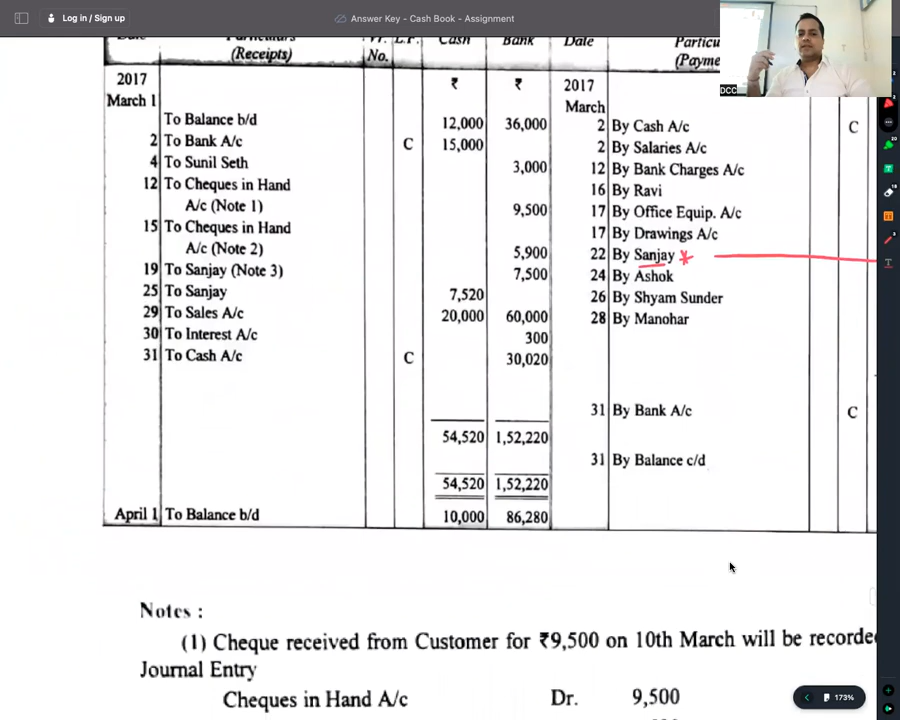 Log in / Sign up
Answer Key - Cash Book - Assignment
DCC
Date Particulars Vr. L.F. Cash Bank Date
(Receipts) No. (Payme
2017 ₹ ₹ 2017
March 1 March
To Balance b/d 12,000 36,000 2 By Cash A/c C
2 To Bank A/c C 15,000 2 By Salaries A/c
4 To Sunil Seth 3,000 12 By Bank Charges A/c
12 To Cheques in Hand 16 By Ravi
A/c (Note 1) 9,500 17 By Office Equip. A/c
15 To Cheques in Hand 17 By Drawings A/c
A/c (Note 2) 5,900 22 By Sanjay *
19 To Sanjay (Note 3) 7,500 24 By Ashok
25 To Sanjay 7,520 26 By Shyam Sunder
29 To Sales A/c 20,000 60,000 28 By Manohar
30 To Interest A/c 300
31 To Cash A/c C 30,020
31 By Bank A/c C
54,520 1,52,220
31 By Balance c/d
54,520 1,52,220
April 1 To Balance b/d 10,000 86,280
Notes :
(1) Cheque received from Customer for ₹9,500 on 10th March will be recorde
Journal Entry
Cheques in Hand A/c Dr. 9,500
173%